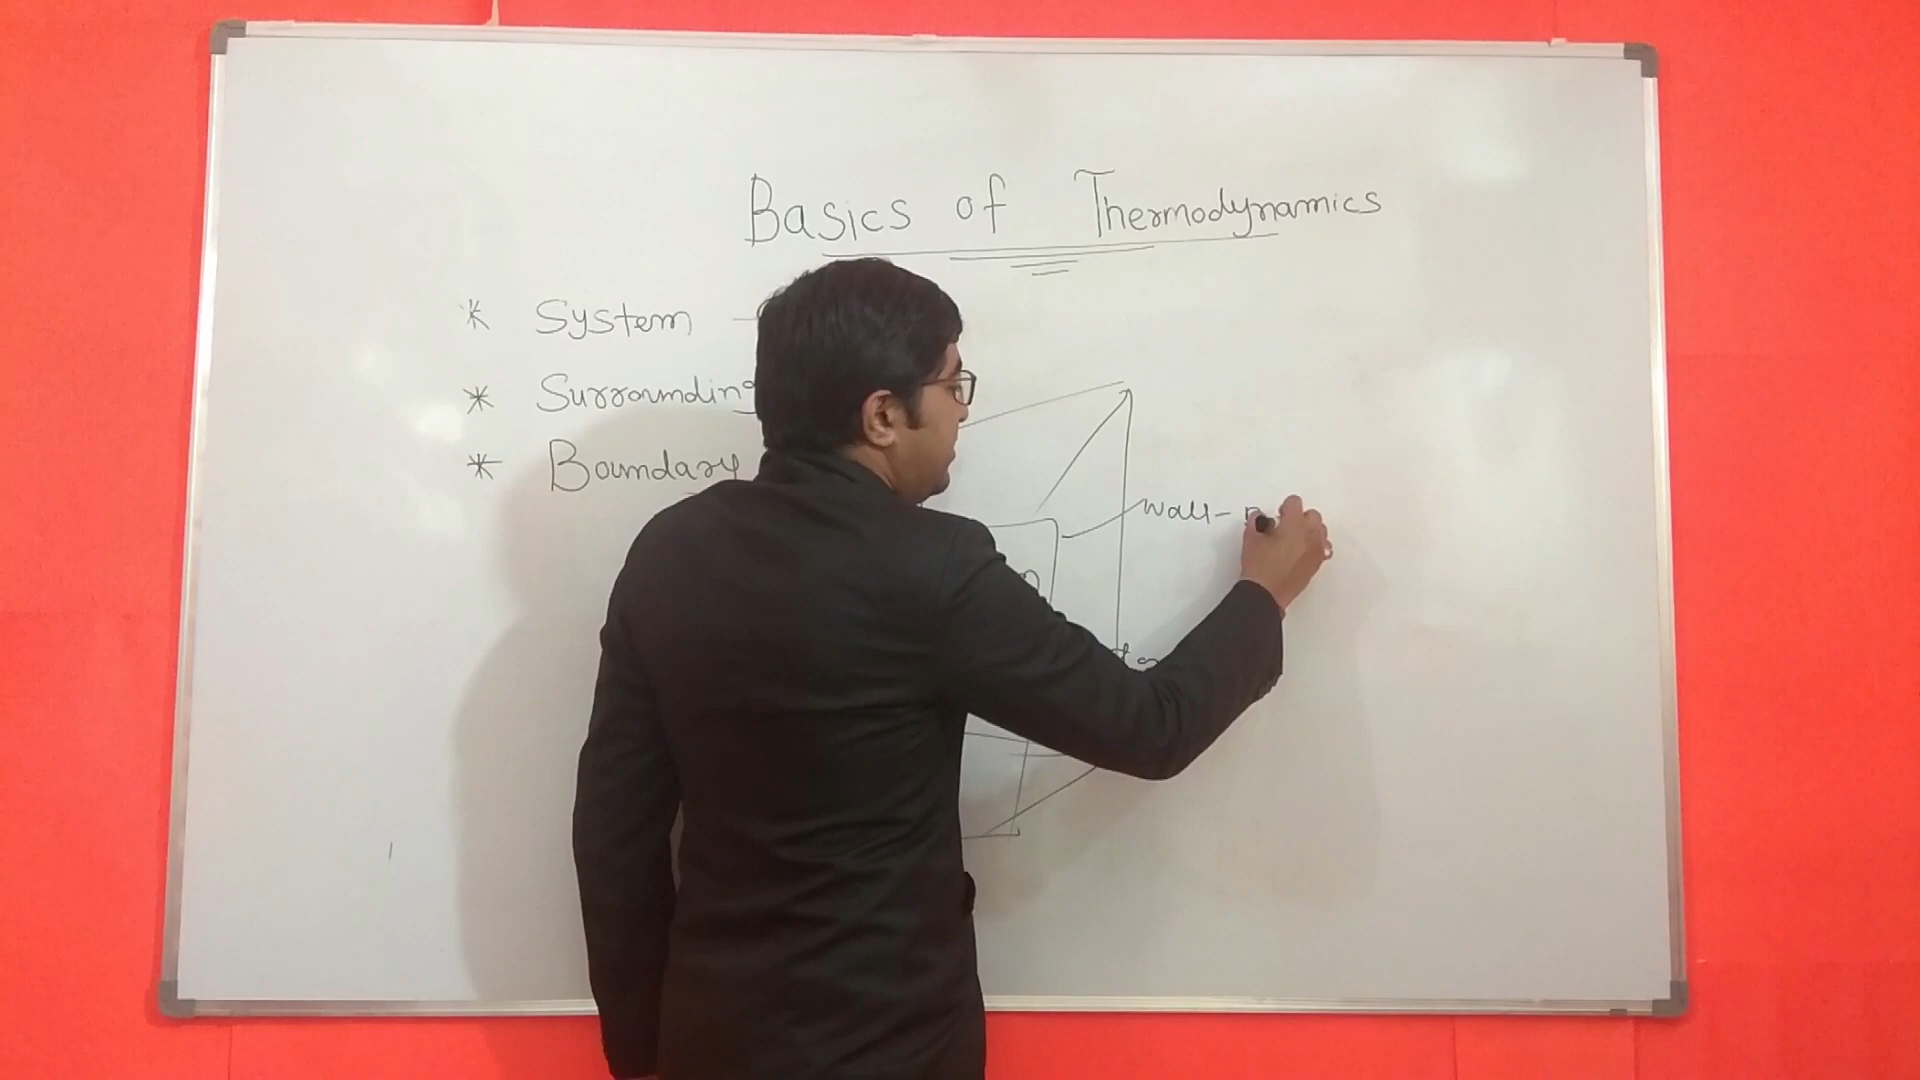 Basics of Thermodynamics
* System -
* Surrounding
* Boundary
Wall -